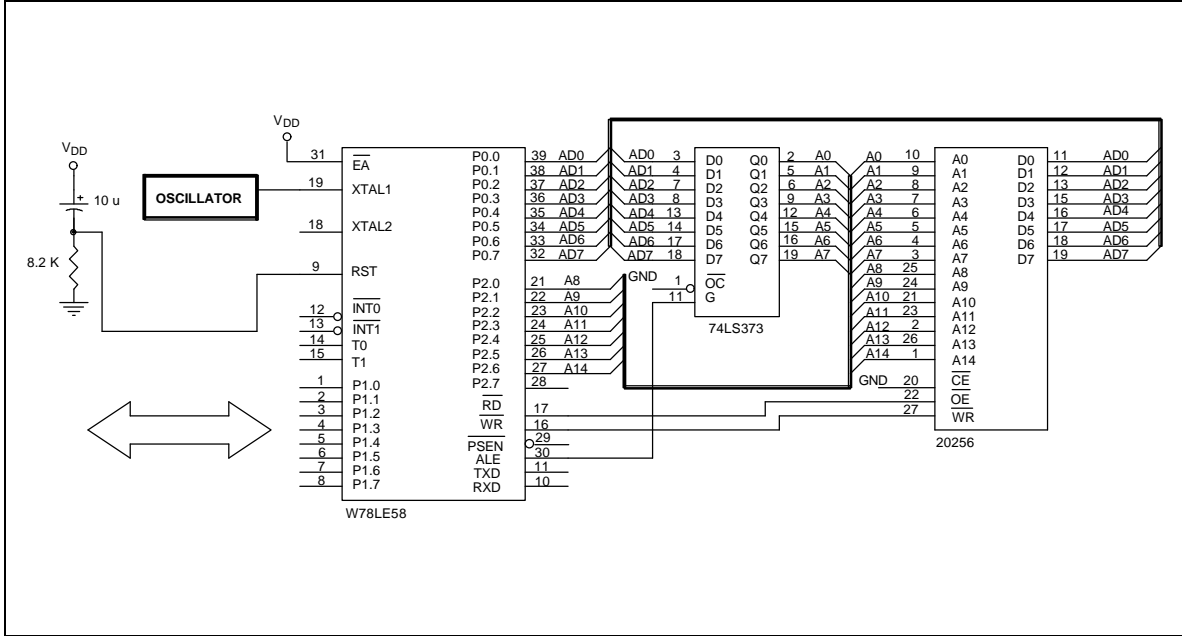 VDD
10 u
8.2 K
OSCILLATOR
VDD
31 EA
19 XTAL1
18 XTAL2
9 RST
12 INT0
13 INT1
14 T0
15 T1
1 P1.0
2 P1.1
3 P1.2
4 P1.3
5 P1.4
6 P1.5
7 P1.6
8 P1.7
P0.0 39 AD0
P0.1 38 AD1
P0.2 37 AD2
P0.3 36 AD3
P0.4 35 AD4
P0.5 34 AD5
P0.6 33 AD6
P0.7 32 AD7
P2.0 21 A8
P2.1 22 A9
P2.2 23 A10
P2.3 24 A11
P2.4 25 A12
P2.5 26 A13
P2.6 27 A14
P2.7 28
RD 17
WR 16
PSEN 29
ALE 30
TXD 11
RXD 10
W78LE58
AD0 3 D0 Q0 2 A0
AD1 4 D1 Q1 5 A1
AD2 7 D2 Q2 6 A2
AD3 8 D3 Q3 9 A3
AD4 13 D4 Q4 12 A4
AD5 14 D5 Q5 15 A5
AD6 17 D6 Q6 16 A6
AD7 18 D7 Q7 19 A7
GND 1 OC
11 G
74LS373
A0 10 A0
A1 9 A1
A2 8 A2
A3 7 A3
A4 6 A4
A5 5 A5
A6 4 A6
A7 3 A7
A8 25 A8
A9 24 A9
A10 21 A10
A11 23 A11
A12 2 A12
A13 26 A13
A14 1 A14
GND 20 CE
22 OE
27 WR
D0 11 AD0
D1 12 AD1
D2 13 AD2
D3 15 AD3
D4 16 AD4
D5 17 AD5
D6 18 AD6
D7 19 AD7
20256